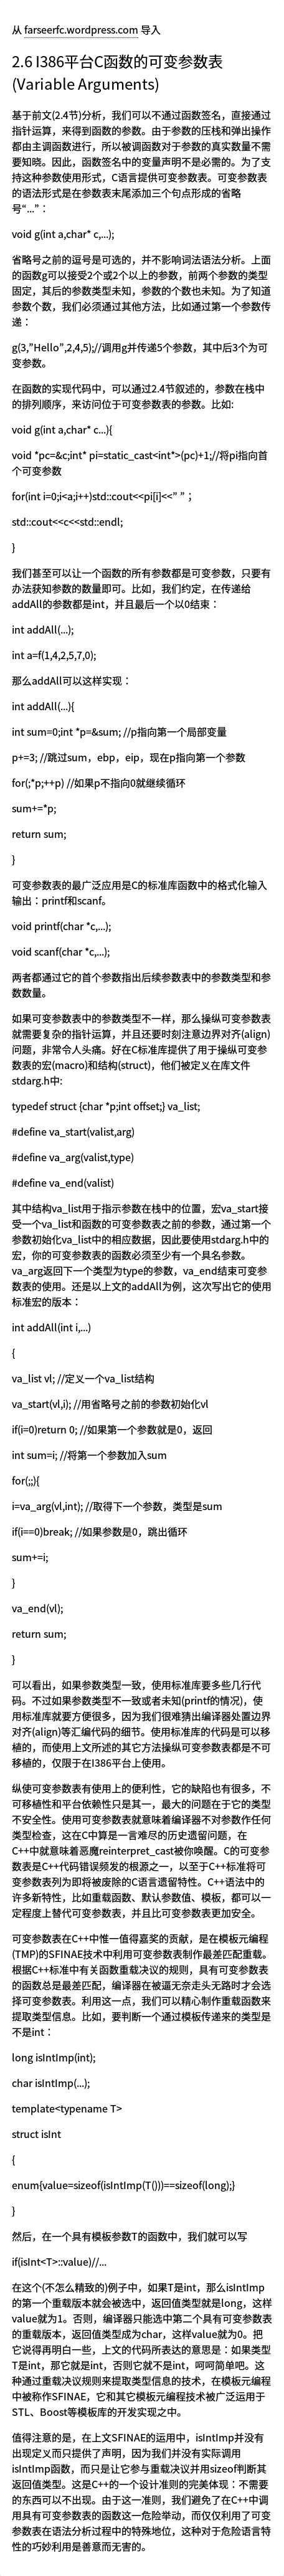 从 farseerfc.wordpress.com 导入
2.6 I386平台C函数的可变参数表
(Variable Arguments)
基于前文(2.4节)分析，我们可以不通过函数签名，直接通过
指针运算，来得到函数的参数。由于参数的压栈和弹出操作
都由主调函数进行，所以被调函数对于参数的真实数量不需
要知晓。因此，函数签名中的变量声明不是必需的。为了支
持这种参数使用形式，C语言提供可变参数表。可变参数表
的语法形式是在参数表末尾添加三个句点形成的省略
号“...”：
void g(int a,char* c,...);
省略号之前的逗号是可选的，并不影响词法语法分析。上面
的函数g可以接受2个或2个以上的参数，前两个参数的类型
固定，其后的参数类型未知，参数的个数也未知。为了知道
参数个数，我们必须通过其他方法，比如通过第一个参数传
递：
g(3,”Hello”,2,4,5);//调用g并传递5个参数，其中后3个为可
变参数。
在函数的实现代码中，可以通过2.4节叙述的，参数在栈中
的排列顺序，来访问位于可变参数表的参数。比如:
void g(int a,char* c...){
void *pc=&c;int* pi=static_cast<int*>(pc)+1;//将pi指向首
个可变参数
for(int i=0;i<a;i++)std::cout<<pi[i]<<” ”；
std::cout<<c<<std::endl;
}
我们甚至可以让一个函数的所有参数都是可变参数，只要有
办法获知参数的数量即可。比如，我们约定，在传递给
addAll的参数都是int，并且最后一个以0结束：
int addAll(...);
int a=f(1,4,2,5,7,0);
那么addAll可以这样实现：
int addAll(...){
int sum=0;int *p=&sum; //p指向第一个局部变量
p+=3; //跳过sum，ebp，eip，现在p指向第一个参数
for(;*p;++p) //如果p不指向0就继续循环
sum+=*p;
return sum;
}
可变参数表的最广泛应用是C的标准库函数中的格式化输入
输出：printf和scanf。
void printf(char *c,...);
void scanf(char *c,...);
两者都通过它的首个参数指出后续参数表中的参数类型和参
数数量。
如果可变参数表中的参数类型不一样，那么操纵可变参数表
就需要复杂的指针运算，并且还要时刻注意边界对齐(align)
问题，非常令人头痛。好在C标准库提供了用于操纵可变参
数表的宏(macro)和结构(struct)，他们被定义在库文件
stdarg.h中:
typedef struct {char *p;int offset;} va_list;
#define va_start(valist,arg)
#define va_arg(valist,type)
#define va_end(valist)
其中结构va_list用于指示参数在栈中的位置，宏va_start接
受一个va_list和函数的可变参数表之前的参数，通过第一个
参数初始化va_list中的相应数据，因此要使用stdarg.h中的
宏，你的可变参数表的函数必须至少有一个具名参数。
va_arg返回下一个类型为type的参数，va_end结束可变参
数表的使用。还是以上文的addAll为例，这次写出它的使用
标准宏的版本：
int addAll(int i,...)
{
va_list vl; //定义一个va_list结构
va_start(vl,i); //用省略号之前的参数初始化vl
if(i=0)return 0; //如果第一个参数就是0，返回
int sum=i; //将第一个参数加入sum
for(;;){
i=va_arg(vl,int); //取得下一个参数，类型是sum
if(i==0)break; //如果参数是0，跳出循环
sum+=i;
}
va_end(vl);
return sum;
}
可以看出，如果参数类型一致，使用标准库要多些几行代
码。不过如果参数类型不一致或者未知(printf的情况)，使
用标准库就要方便很多，因为我们很难猜出编译器处置边界
对齐(align)等汇编代码的细节。使用标准库的代码是可以移
植的，而使用上文所述的其它方法操纵可变参数表都是不可
移植的，仅限于在I386平台上使用。
纵使可变参数表有使用上的便利性，它的缺陷也有很多，不
可移植性和平台依赖性只是其一，最大的问题在于它的类型
不安全性。使用可变参数表就意味着编译器不对参数作任何
类型检查，这在C中算是一言难尽的历史遗留问题，在
C++中就意味着恶魔reinterpret_cast被你唤醒。C的可变参
数表是C++代码错误频发的根源之一，以至于C++标准将可
变参数表列为即将被废除的C语言遗留特性。C++语法中的
许多新特性，比如重载函数、默认参数值、模板，都可以一
定程度上替代可变参数表，并且比可变参数表更加安全。
可变参数表在C++中惟一值得嘉奖的贡献，是在模板元编程
(TMP)的SFINAE技术中利用可变参数表制作最差匹配重载。
根据C++标准中有关函数重载决议的规则，具有可变参数表
的函数总是最差匹配，编译器在被逼无奈走头无路时才会选
择可变参数表。利用这一点，我们可以精心制作重载函数来
提取类型信息。比如，要判断一个通过模板传递来的类型是
不是int：
long isIntImp(int);
char isIntImp(...);
template<typename T>
struct isInt
{
enum{value=sizeof(isIntImp(T()))==sizeof(long);}
}
然后，在一个具有模板参数T的函数中，我们就可以写
if(isInt<T>::value)//...
在这个(不怎么精致的)例子中，如果T是int，那么isIntImp
的第一个重载版本就会被选中，返回值类型就是long，这样
value就为1。否则，编译器只能选中第二个具有可变参数表
的重载版本，返回值类型成为char，这样value就为0。把
它说得再明白一些，上文的代码所表达的意思是：如果类型
T是int，那它就是int，否则它就不是int，呵呵简单吧。这
种通过重载决议规则来提取类型信息的技术，在模板元编程
中被称作SFINAE，它和其它模板元编程技术被广泛运用于
STL、Boost等模板库的开发实现之中。
值得注意的是，在上文SFINAE的运用中，isIntImp并没有
出现定义而只提供了声明，因为我们并没有实际调用
isIntImp函数，而只是让它参与重载决议并用sizeof判断其
返回值类型。这是C++的一个设计准则的完美体现：不需要
的东西可以不出现。由于这一准则，我们避免了在C++中调
用具有可变参数表的函数这一危险举动，而仅仅利用了可变
参数表在语法分析过程中的特殊地位，这种对于危险语言特
性的巧妙利用是善意而无害的。